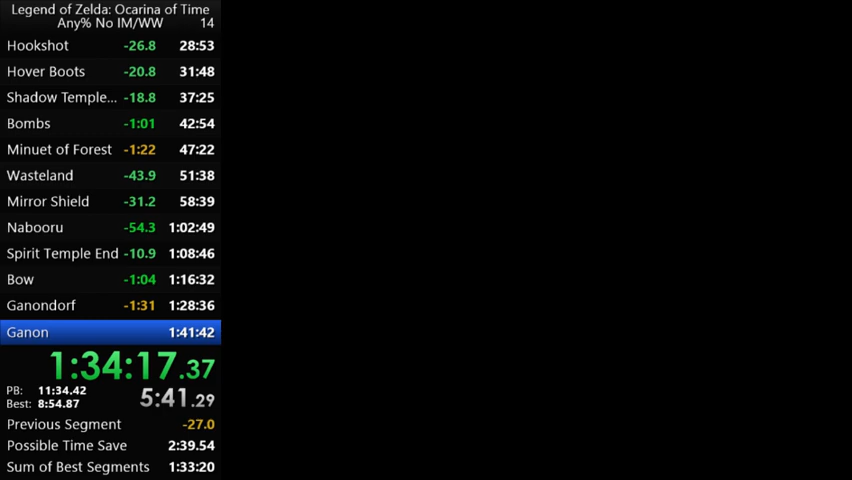 Legend of Zelda: Ocarina of Time
Any% No IM/WW 14
Hookshot -26.8 28:53
Hover Boots -20.8 31:48
Shadow Temple... -18.8 37:25
Bombs -1:01 42:54
Minuet of Forest -1:22 47:22
Wasteland -43.9 51:38
Mirror Shield -31.2 58:39
Nabooru -54.3 1:02:49
Spirit Temple End -10.9 1:08:46
Bow -1:04 1:16:32
Ganondorf -1:31 1:28:36
Ganon 1:41:42
1:34:17.37
PB: 11:34.42
Best: 8:54.87
5:41.29
Previous Segment -27.0
Possible Time Save 2:39.54
Sum of Best Segments 1:33:20